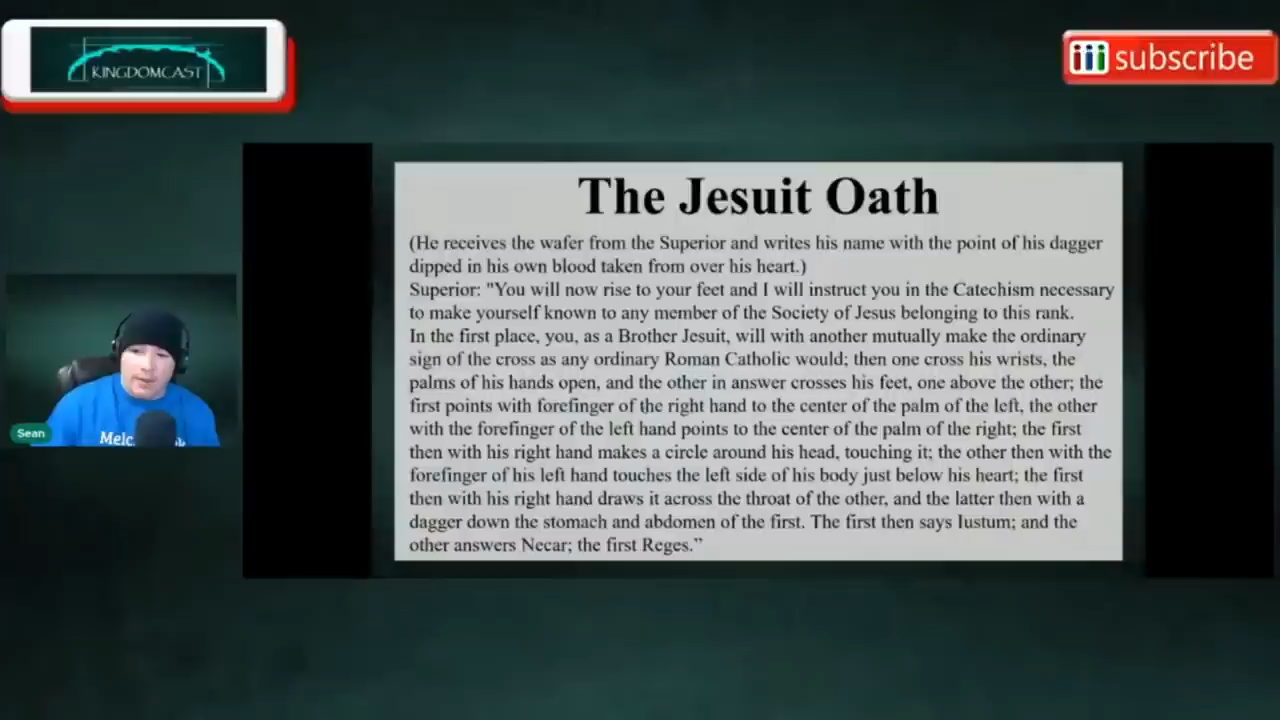 KINGDOMCAST
subscribe
The Jesuit Oath
(He receives the wafer from the Superior and writes his name with the point of his dagger
dipped in his own blood taken from over his heart.)
Superior: "You will now rise to your feet and I will instruct you in the Catechism necessary
to make yourself known to any member of the Society of Jesus belonging to this rank.
In the first place, you, as a Brother Jesuit, will with another mutually make the ordinary
sign of the cross as any ordinary Roman Catholic would; then one cross his wrists, the
palms of his hands open, and the other in answer crosses his feet, one above the other; the
first points with forefinger of the right hand to the center of the palm of the left, the other
with the forefinger of the left hand points to the center of the palm of the right; the first
then with his right hand makes a circle around his head, touching it; the other then with the
forefinger of his left hand touches the left side of his body just below his heart; the first
then with his right hand draws it across the throat of the other, and the latter then with a
dagger down the stomach and abdomen of the first. The first then says Iustum; and the
other answers Necar; the first Reges.”
Sean